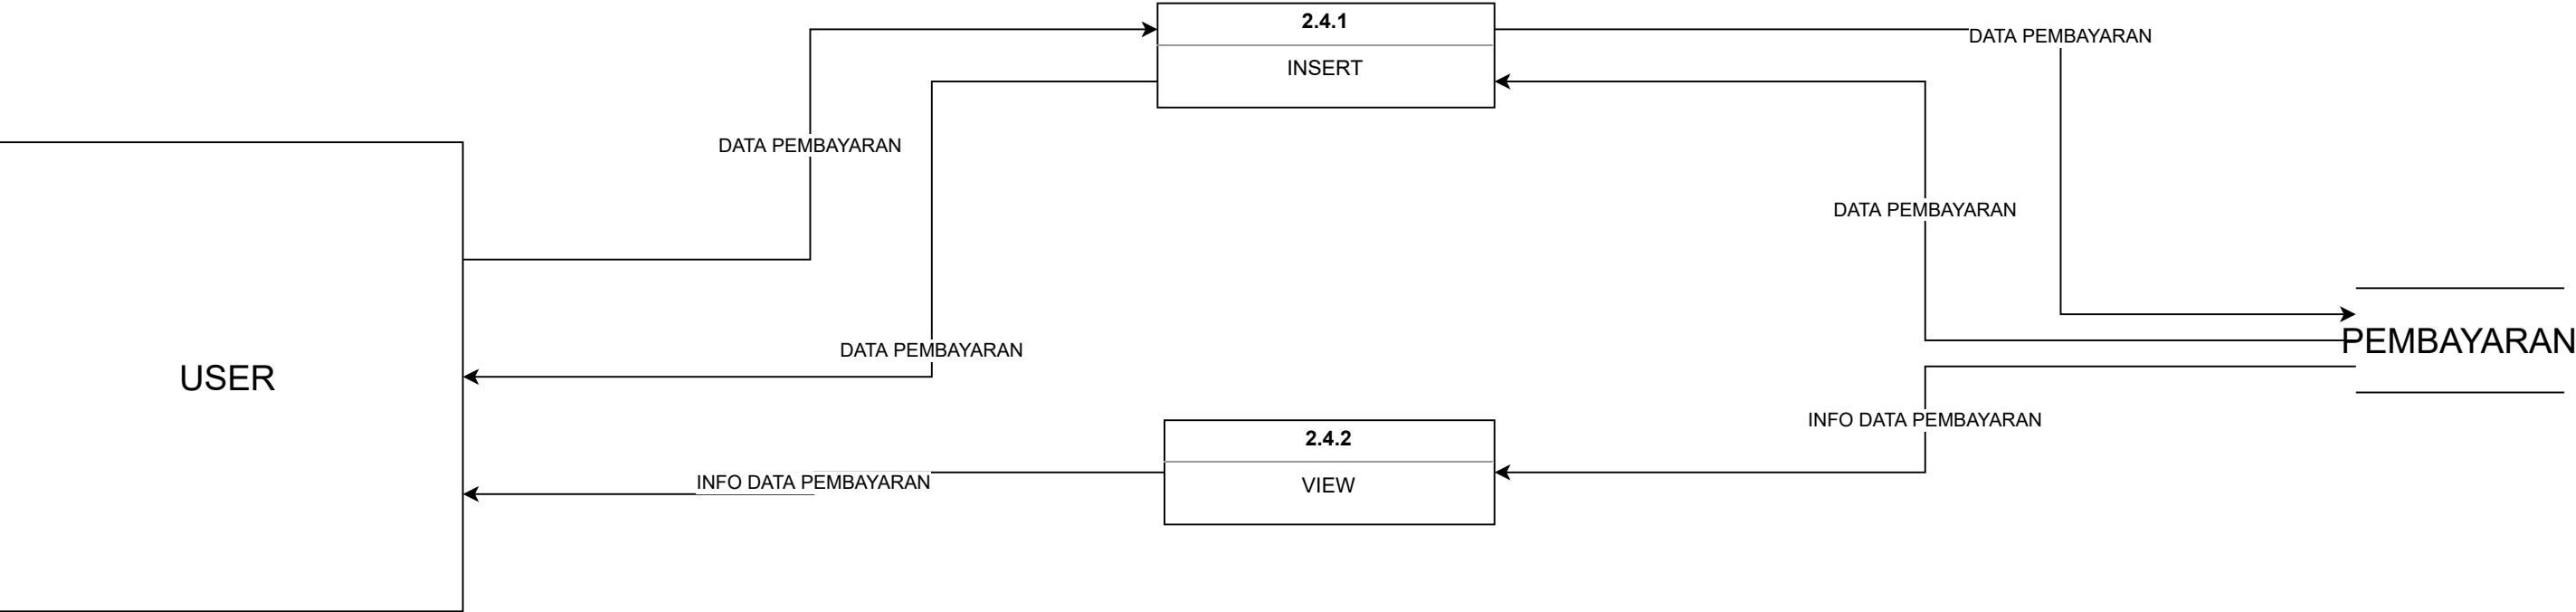 2.4.1
INSERT
DATA PEMBAYARAN
DATA PEMBAYARAN
DATA PEMBAYARAN
PEMBAYARAN
DATA PEMBAYARAN
USER
INFO DATA PEMBAYARAN
2.4.2
VIEW
INFO DATA PEMBAYARAN